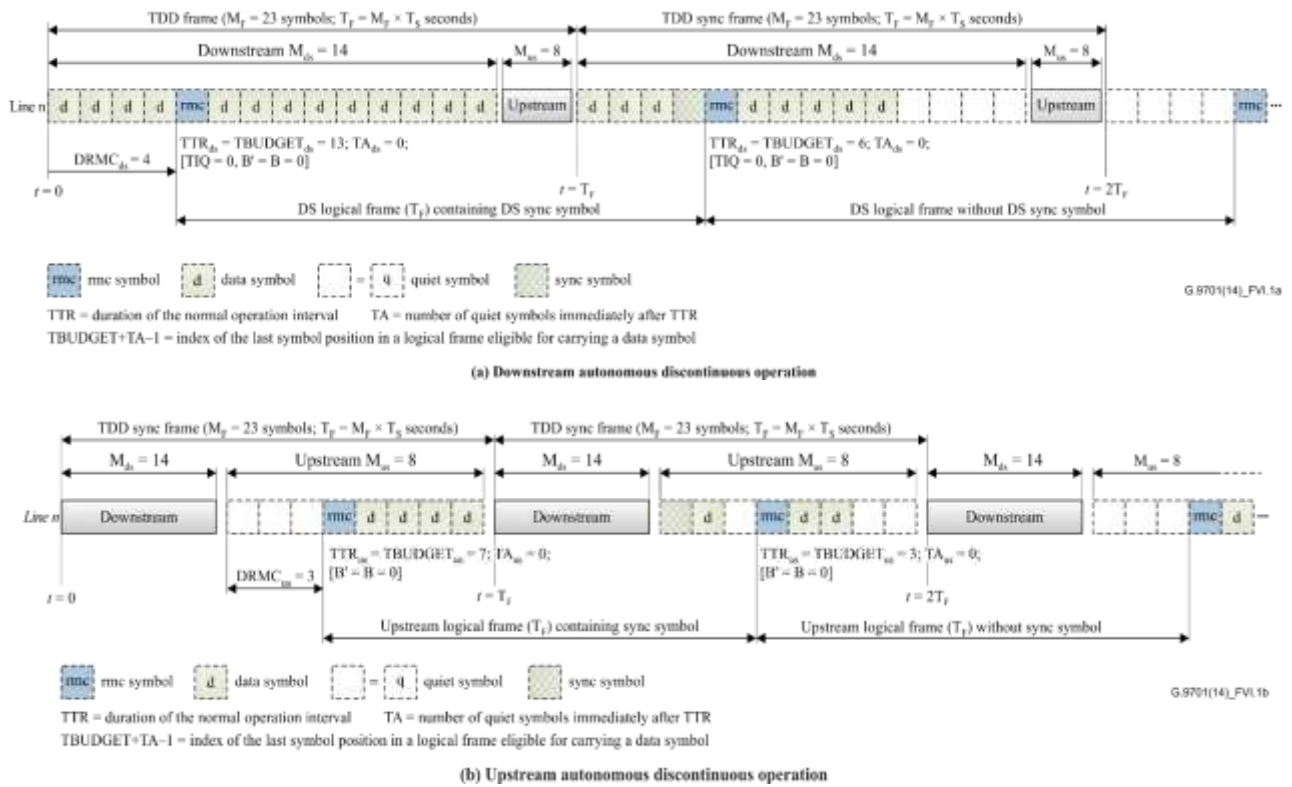 TDD frame (M_F = 23 symbols; T_F = M_F × T_S seconds) TDD sync frame (M_F = 23 symbols; T_F = M_F × T_S seconds)
Downstream M_ds = 14 M_us = 8 Downstream M_ds = 14 M_us = 8
Line n d d d d rmc d d d d d d d d d Upstream d d d rmc d d d d d Upstream rmc ...
TTR_ds = TBUDGET_ds = 13; TA_ds = 0; TTR_ds = TBUDGET_ds = 6; TA_ds = 0;
DRMC_ds = 4 [TIQ = 0, B' = B = 0] [TIQ = 0, B' = B = 0]
t = 0 t = T_F t = 2T_F
DS logical frame (T_F) containing DS sync symbol DS logical frame without DS sync symbol
rmc rmc symbol d data symbol = q quiet symbol sync symbol
G.9701(14)_FVI.1a
TTR = duration of the normal operation interval TA = number of quiet symbols immediately after TTR
TBUDGET+TA–1 = index of the last symbol position in a logical frame eligible for carrying a data symbol
(a) Downstream autonomous discontinuous operation
TDD sync frame (M_F = 23 symbols; T_F = M_F × T_S seconds) TDD sync frame (M_F = 23 symbols; T_F = M_F × T_S seconds)
M_ds = 14 Upstream M_us = 8 M_ds = 14 Upstream M_us = 8 M_ds = 14 M_us = 8
Line n Downstream rmc d d d d Downstream d rmc d d Downstream rmc d ...
TTR_us = TBUDGET_us = 7; TA_us = 0; TTR_us = TBUDGET_us = 3; TA_us = 0;
DRMC_us = 3 [B' = B = 0] [B' = B = 0]
t = 0 t = T_F t = 2T_F
Upstream logical frame (T_F) containing sync symbol Upstream logical frame (T_F) without sync symbol
rmc rmc symbol d data symbol = q quiet symbol sync symbol
G.9701(14)_FVI.1b
TTR = duration of the normal operation interval TA = number of quiet symbols immediately after TTR
TBUDGET+TA–1 = index of the last symbol position in a logical frame eligible for carrying a data symbol
(b) Upstream autonomous discontinuous operation